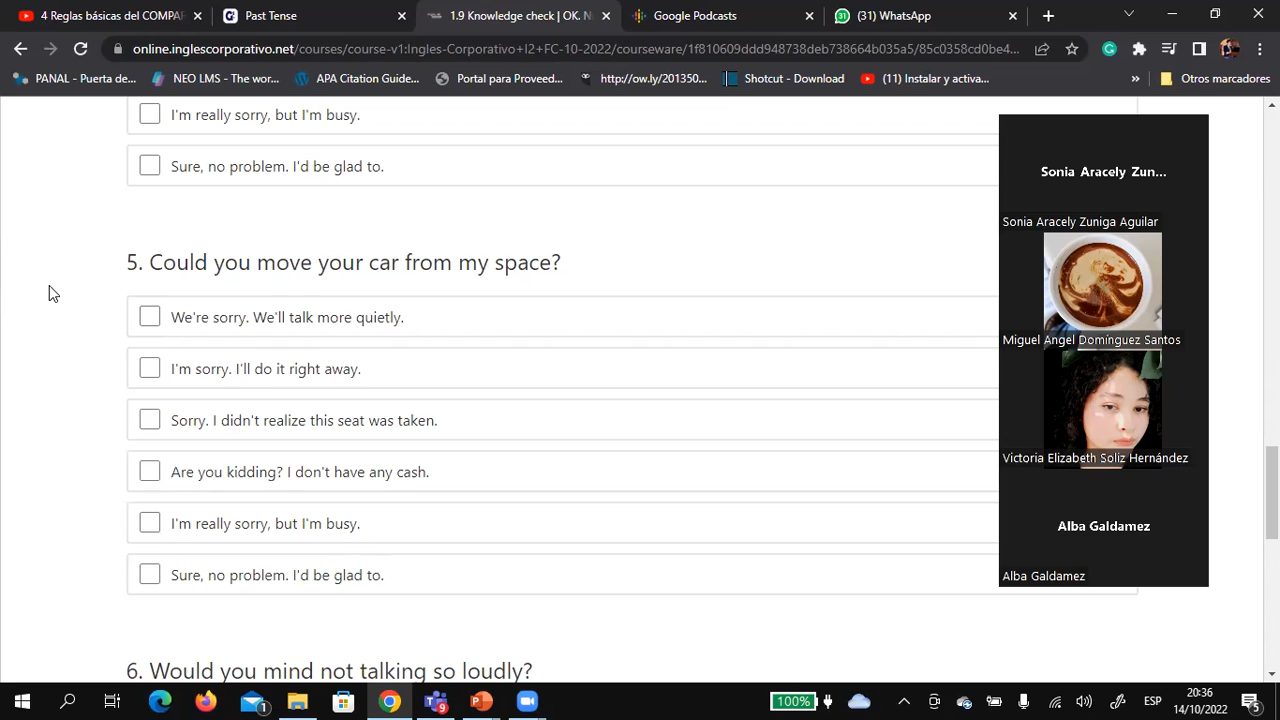 4 Reglas básicas del COMPAR
Past Tense
1.9 Knowledge check | OK. N
Google Podcasts
(31) WhatsApp
online.inglescorporativo.net/courses/course-v1:Ingles-Corporativo+I2+FC-10-2022/courseware/1f810609ddd948738deb738664b035a5/85c0358cd0be4...
PANAL - Puerta de...
NEO LMS - The wor...
APA Citation Guide...
Portal para Proveed...
http://ow.ly/201350...
Shotcut - Download
(11) Instalar y activa...
»
Otros marcadores
I'm really sorry, but I'm busy.
Sure, no problem. I'd be glad to.
5. Could you move your car from my space?
We're sorry. We'll talk more quietly.
I'm sorry. I'll do it right away.
Sorry. I didn't realize this seat was taken.
Are you kidding? I don't have any cash.
I'm really sorry, but I'm busy.
Sure, no problem. I'd be glad to.
6. Would you mind not talking so loudly?
Sonia Aracely Zun...
Sonia Aracely Zuniga Aguilar
Miguel Angel Domínguez Santos
Victoria Elizabeth Soliz Hernández
Alba Galdamez
Alba Galdamez
1
9
100%
ESP
20:36
14/10/2022
5